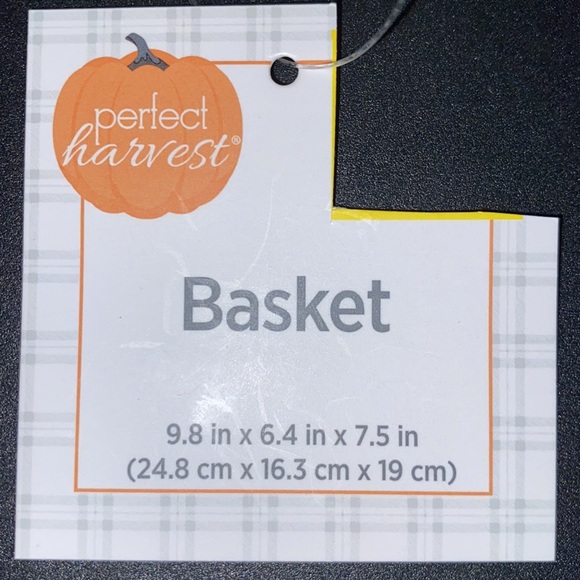 perfect
harvest®
Basket
9.8 in x 6.4 in x 7.5 in
(24.8 cm x 16.3 cm x 19 cm)